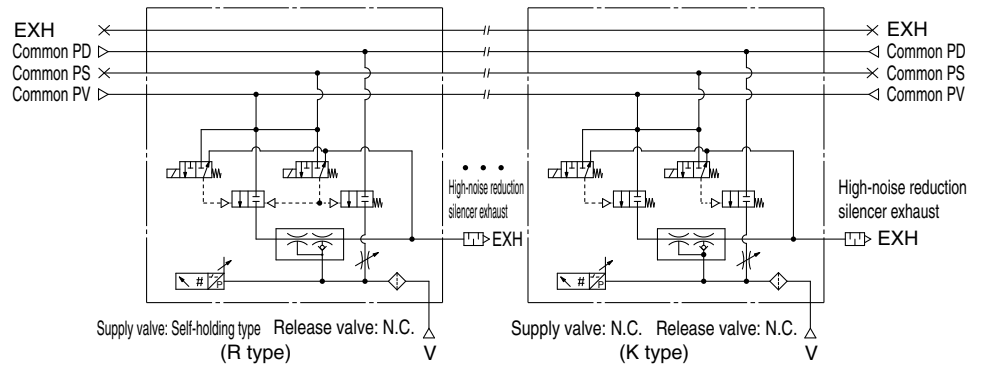 EXH
Common PD
Common PS
Common PV
EXH
Common PD
Common PS
Common PV
High-noise reduction
silencer exhaust
EXH
High-noise reduction
silencer exhaust
EXH
# P
# P
Supply valve: Self-holding type Release valve: N.C.
(R type)
V
Supply valve: N.C. Release valve: N.C.
(K type)
V